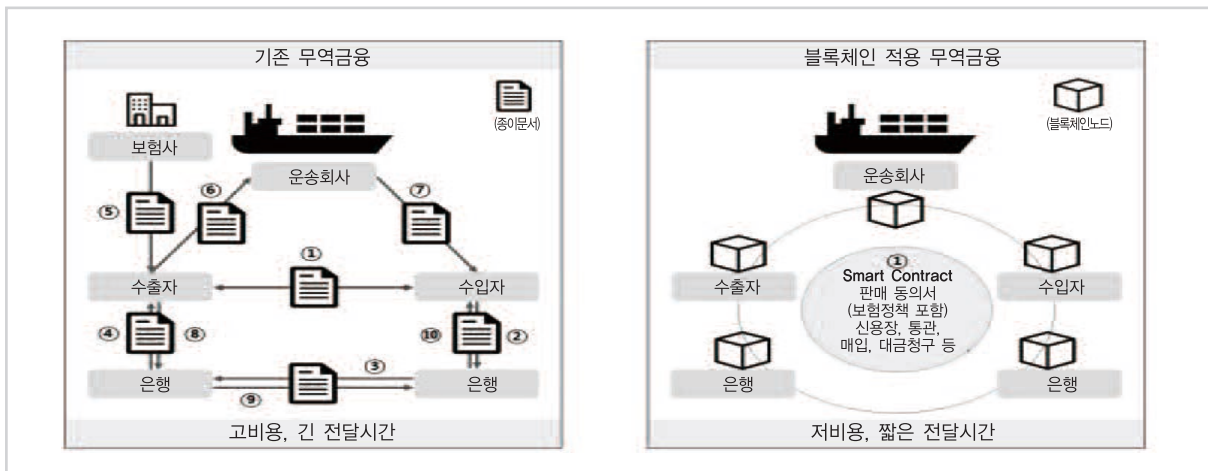 기존 무역금융
(종이문서)
보험사
운송회사
⑥
⑦
⑤
①
수출자
수입자
④
⑧
⑩
②
③
은행
은행
⑨
고비용, 긴 전달시간
블록체인 적용 무역금융
(블록체인노드)
운송회사
수출자
수입자
①
Smart Contract
판매 동의서
(보험정책 포함)
신용장, 통관,
매입, 대금청구 등
은행
은행
저비용, 짧은 전달시간